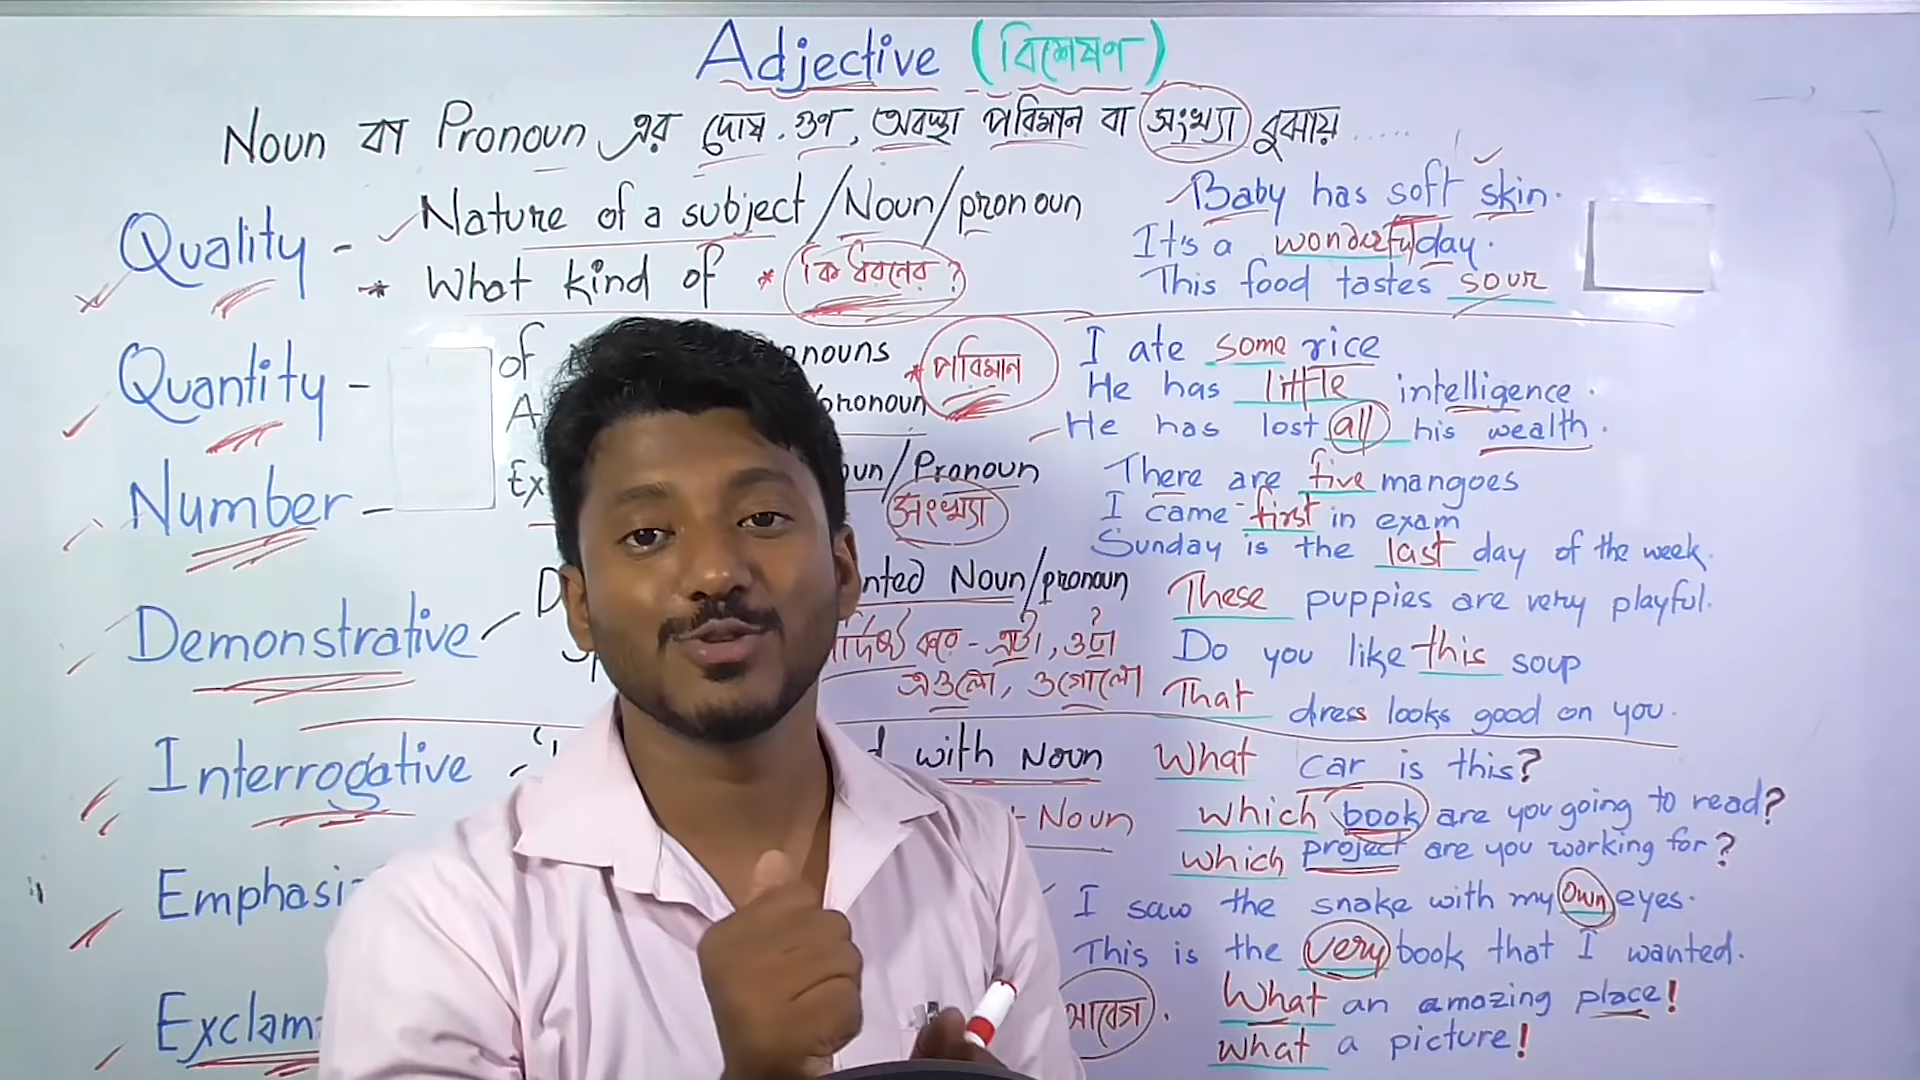 Adjective (বিশেষণ)
Noun বা Pronoun এর দোষ, গুণ, অবস্থা পরিমান বা সংখ্যা বুঝায় .....
Quality - Nature of a subject/Noun/pronoun
* What kind of * কি ধরনের ?
Baby has soft skin.
It's a wonderful day.
This food tastes sour
Quantity -
of
পরিমান
I ate some rice
He has little intelligence.
He has lost all his wealth.
Number -
/Pronoun
সংখ্যা
There are five mangoes
I came first in exam
Sunday is the last day of the week.
Demonstrative -
Noun/pronoun
করে - এটা, ওটা
এগুলো, ওগোলো
These puppies are very playful.
Do you like this soup
That dress looks good on you.
Interrogative -
with Noun
- Noun
What car is this?
Which book are you going to read?
Which project are you working for?
Emphasi
I saw the snake with my own eyes.
This is the very book that I wanted.
Exclam
আবেগ.
What an amazing place!
What a picture!